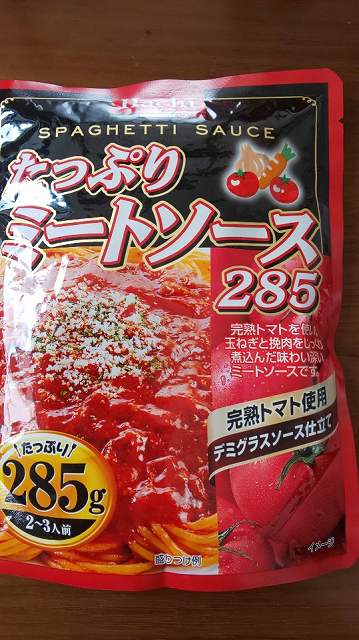 Hachi
SPAGHETTI SAUCE
たっぷり
ミートソース
285
完熟トマトを使い、
玉ねぎと挽肉をじっくり
煮込んだ味わい深い
ミートソースです。
完熟トマト使用
デミグラスソース仕立て
たっぷり
285g
2〜3人前
盛りつけ例
イメージ